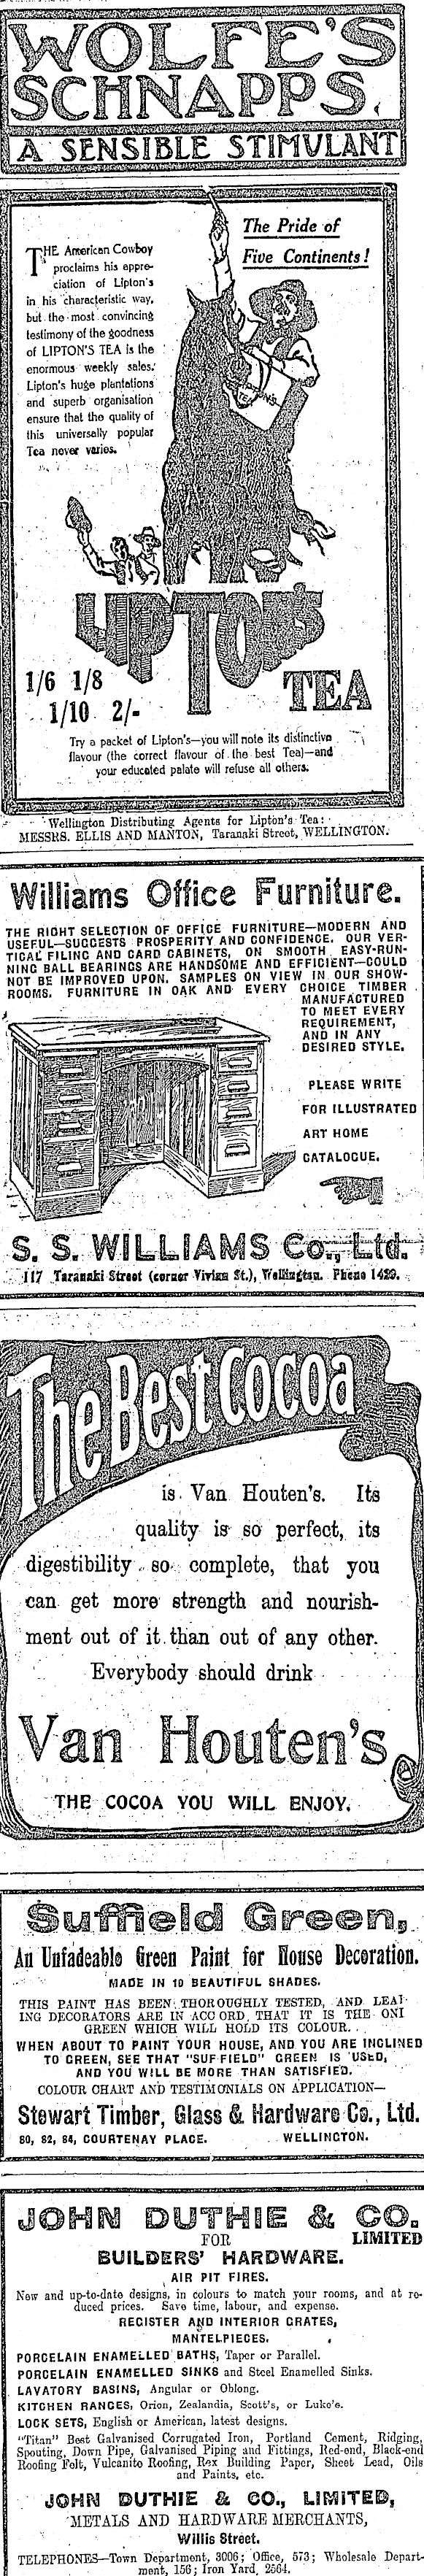 WOLFE'S
SCHNAPPS.
A SENSIBLE STIMULANT
The Pride of
Five Continents!
THE American Cowboy
proclaims his appre-
ciation of Lipton's
in his characteristic way,
but the most convincing
testimony of the goodness
of LIPTON'S TEA is the
enormous weekly sales.
Lipton's huge plantations
and superb organisation
ensure that the quality of
this universally popular
Tea never varies.
LIPTON'S
TEA
LIPTON'S
TEA
1/6 1/8
1/10 2/-
Try a packet of Lipton's—you will note its distinctive
flavour (the correct flavour of the best Tea)—and
your educated palate will refuse all others.
Wellington Distributing Agents for Lipton's Tea:
MESSRS. ELLIS AND MANTON, Taranaki Street, WELLINGTON.
Williams Office Furniture.
THE RIGHT SELECTION OF OFFICE FURNITURE—MODERN AND
USEFUL—SUGGESTS PROSPERITY AND CONFIDENCE. OUR VER-
TICAL FILING AND CARD CABINETS, ON SMOOTH EASY-RUN-
NING BALL BEARINGS ARE HANDSOME AND EFFICIENT—COULD
NOT BE IMPROVED UPON. SAMPLES ON VIEW IN OUR SHOW-
ROOMS. FURNITURE IN OAK AND EVERY CHOICE TIMBER
MANUFACTURED
TO MEET EVERY
REQUIREMENT,
AND IN ANY
DESIRED STYLE.
PLEASE WRITE
FOR ILLUSTRATED
ART HOME
CATALOGUE.
S. S. WILLIAMS Co., Ltd.
117 Taranaki Street (corner Vivian St.), Wellington. Phone 1429.
The Best Cocoa
is Van Houten's. Its
quality is so perfect, its
digestibility so complete, that you
can get more strength and nourish-
ment out of it than out of any other.
Everybody should drink
Van Houten's
THE COCOA YOU WILL ENJOY.
Suffield Green,
An Unfadeable Green Paint for House Decoration.
MADE IN 10 BEAUTIFUL SHADES.
THIS PAINT HAS BEEN THOROUGHLY TESTED, AND LEAD
ING DECORATORS ARE IN ACCORD THAT IT IS THE ONI
GREEN WHICH WILL HOLD ITS COLOUR.
WHEN ABOUT TO PAINT YOUR HOUSE, AND YOU ARE INCLINED
TO GREEN, SEE THAT "SUFFIELD" GREEN IS USED,
AND YOU WILL BE MORE THAN SATISFIED.
COLOUR CHART AND TESTIMONIALS ON APPLICATION—
Stewart Timber, Glass & Hardware Co., Ltd.
80, 82, 84, COURTENAY PLACE. WELLINGTON.
JOHN DUTHIE & CO.
FOR LIMITED
BUILDERS' HARDWARE.
AIR PIT FIRES.
New and up-to-date designs, in colours to match your rooms, and at re-
duced prices. Save time, labour, and expense.
REGISTER AND INTERIOR GRATES,
MANTELPIECES.
PORCELAIN ENAMELLED BATHS, Taper or Parallel.
PORCELAIN ENAMELLED SINKS and Steel Enamelled Sinks.
LAVATORY BASINS, Angular or Oblong.
KITCHEN RANGES, Orion, Zealandia, Scott's, or Luke's.
LOCK SETS, English or American, latest designs.
"Titan" Best Galvanised Corrugated Iron, Portland Cement, Ridging,
Spouting, Down Pipe, Galvanised Piping and Fittings, Red-end, Black-end
Roofing Felt, Vulcanite Roofing, Rex Building Paper, Sheet Lead, Oils
and Paints, etc.
JOHN DUTHIE & CO., LIMITED,
METALS AND HARDWARE MERCHANTS,
Willis Street.
TELEPHONES—Town Department, 3006; Office, 573; Wholesale Depart-
ment, 156; Iron Yard, 2564.